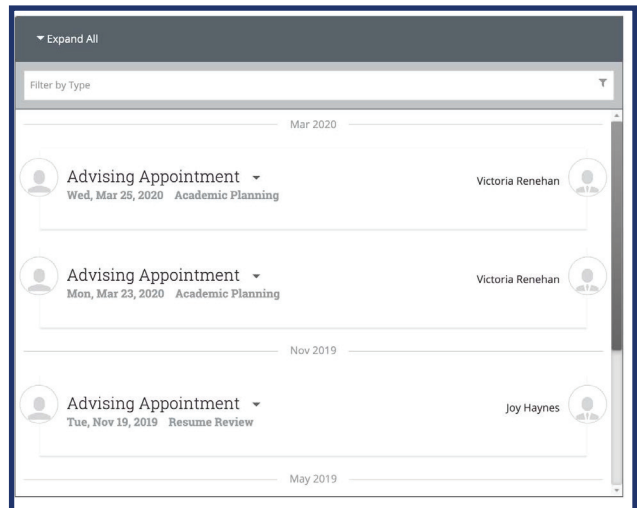 Expand All
Filter by Type
Mar 2020
Advising Appointment
Victoria Renehan
Wed, Mar 25, 2020 Academic Planning
Advising Appointment
Victoria Renehan
Mon, Mar 23, 2020 Academic Planning
Nov 2019
Advising Appointment
Joy Haynes
Tue, Nov 19, 2019 Resume Review
May 2019